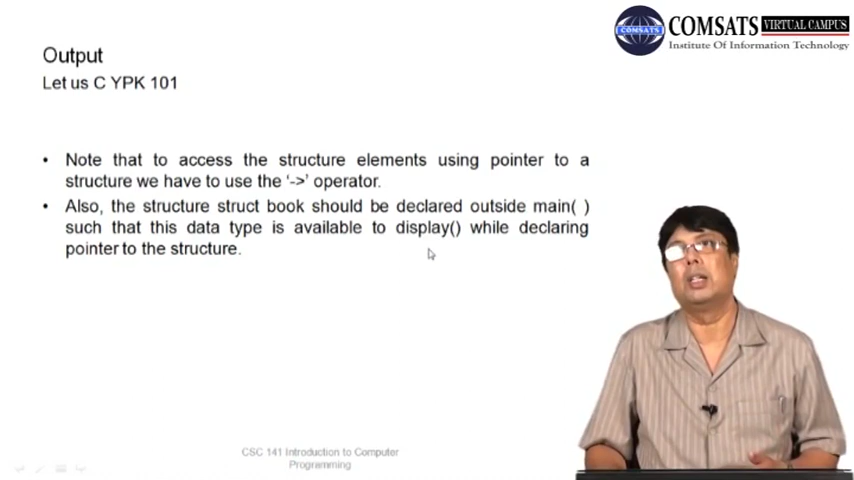 COMSATS
COMSATS VIRTUAL CAMPUS
Institute Of Information Technology
Output
Let us C YPK 101
• Note that to access the structure elements using pointer to a
structure we have to use the ‘->’ operator.
• Also, the structure struct book should be declared outside main( )
such that this data type is available to display() while declaring
pointer to the structure.
CSC 141 Introduction to Computer
Programming